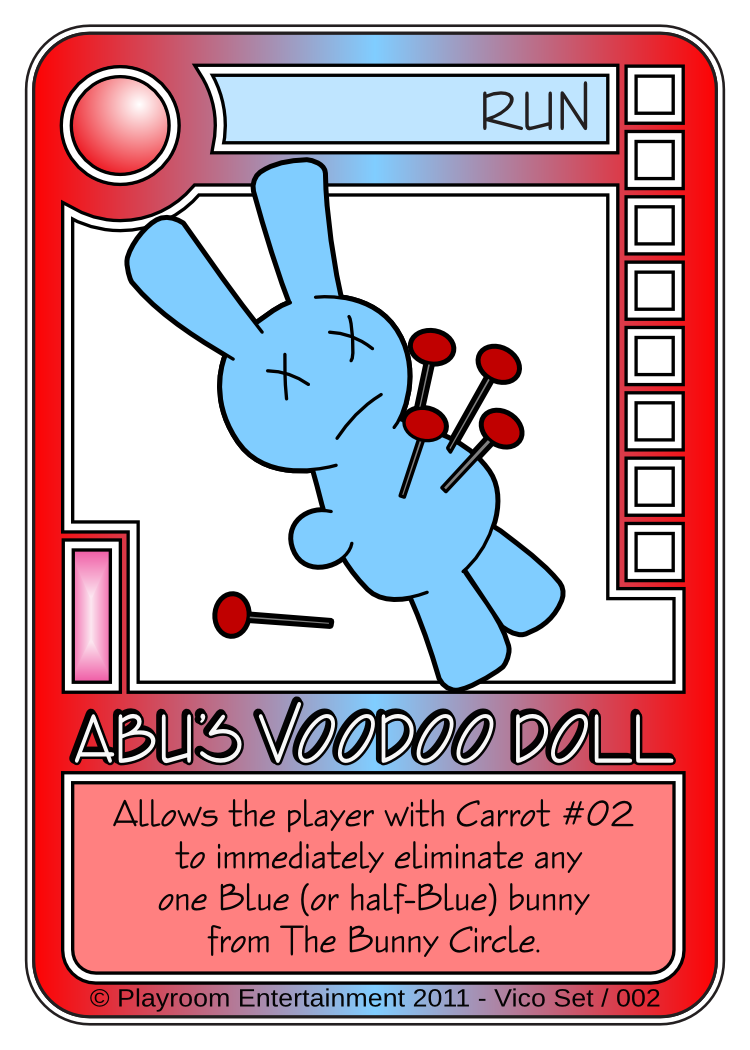 RUN
ABU'S VOODOO DOLL
Allows the player with Carrot #02
to immediately eliminate any
one Blue (or half-Blue) bunny
from The Bunny Circle.
© Playroom Entertainment 2011 - Vico Set / 002